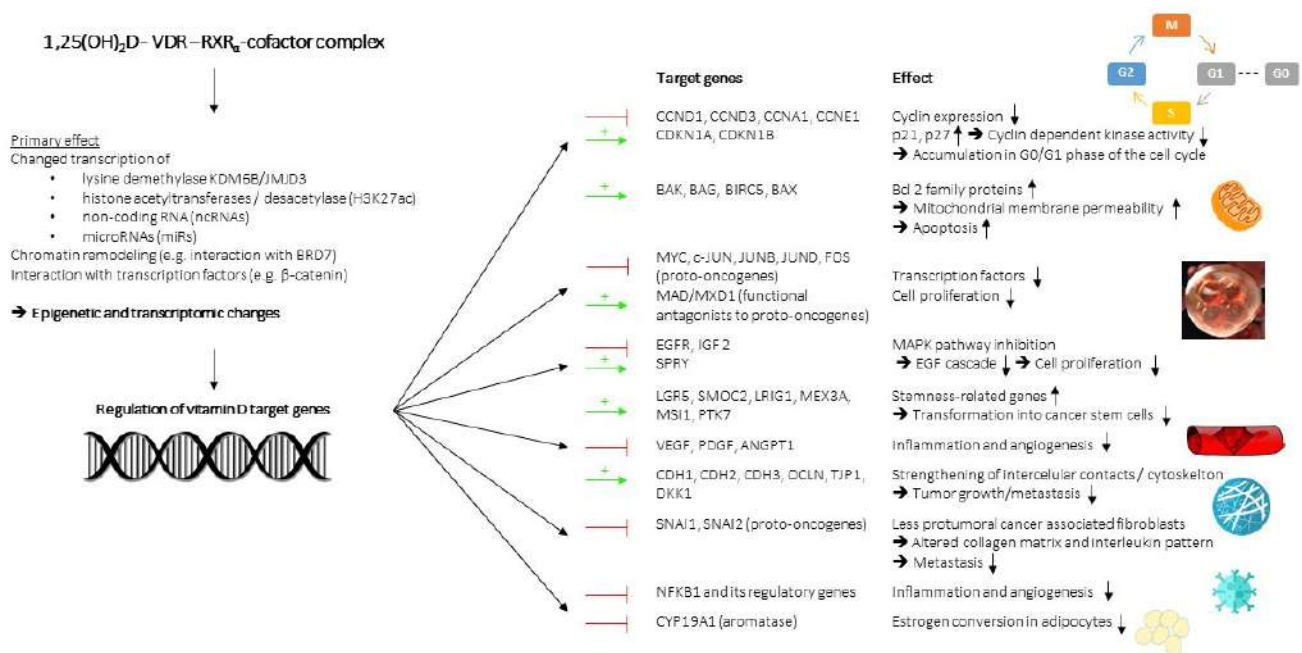 1,25(OH)₂D– VDR –RXRα-cofactor complex
Primary effect
Changed transcription of
• lysine demethylase KDM6B/JMJD3
• histone acetyltransferases / desacetylase (H3K27ac)
• non-coding RNA (ncRNAs)
• microRNAs (miRs)
Chromatin remodeling (e.g. interaction with BRD7)
Interaction with transcription factors (e.g. β-catenin)
➔ Epigenetic and transcriptomic changes
Regulation of vitamin D target genes
M
G2
G1 --- G0
S
Target genes
Effect
CCND1, CCND3, CCNA1, CCNE1
+ CDKN1A, CDKN1B
Cyclin expression ↓
p21, p27 ↑ ➔ Cyclin dependent kinase activity ↓
➔ Accumulation in G0/G1 phase of the cell cycle
+ BAK, BAG, BIRC5, BAX
Bcl 2 family proteins ↑
➔ Mitochondrial membrane permeability ↑
➔ Apoptosis ↑
MYC, c-JUN, JUNB, JUND, FOS
(proto-oncogenes)
+ MAD/MXD1 (functional
antagonists to proto-oncogenes)
Transcription factors ↓
Cell proliferation ↓
EGFR, IGF 2
+ SPRY
MAPK pathway inhibition
➔ EGF cascade ↓ ➔ Cell proliferation ↓
+ LGR5, SMOC2, LRIG1, MEX3A,
MSI1, PTK7
Stemness-related genes ↑
➔ Transformation into cancer stem cells ↓
VEGF, PDGF, ANGPT1
Inflammation and angiogenesis ↓
+ CDH1, CDH2, CDH3, OCLN, TJP1,
DKK1
Strengthening of intercellular contacts / cytoskelton
➔ Tumor growth/metastasis ↓
SNAI1, SNAI2 (proto-oncogenes)
Less protumoral cancer associated fibroblasts
➔ Altered collagen matrix and interleukin pattern
➔ Metastasis ↓
NFKB1 and its regulatory genes
Inflammation and angiogenesis ↓
CYP19A1 (aromatase)
Estrogen conversion in adipocytes ↓